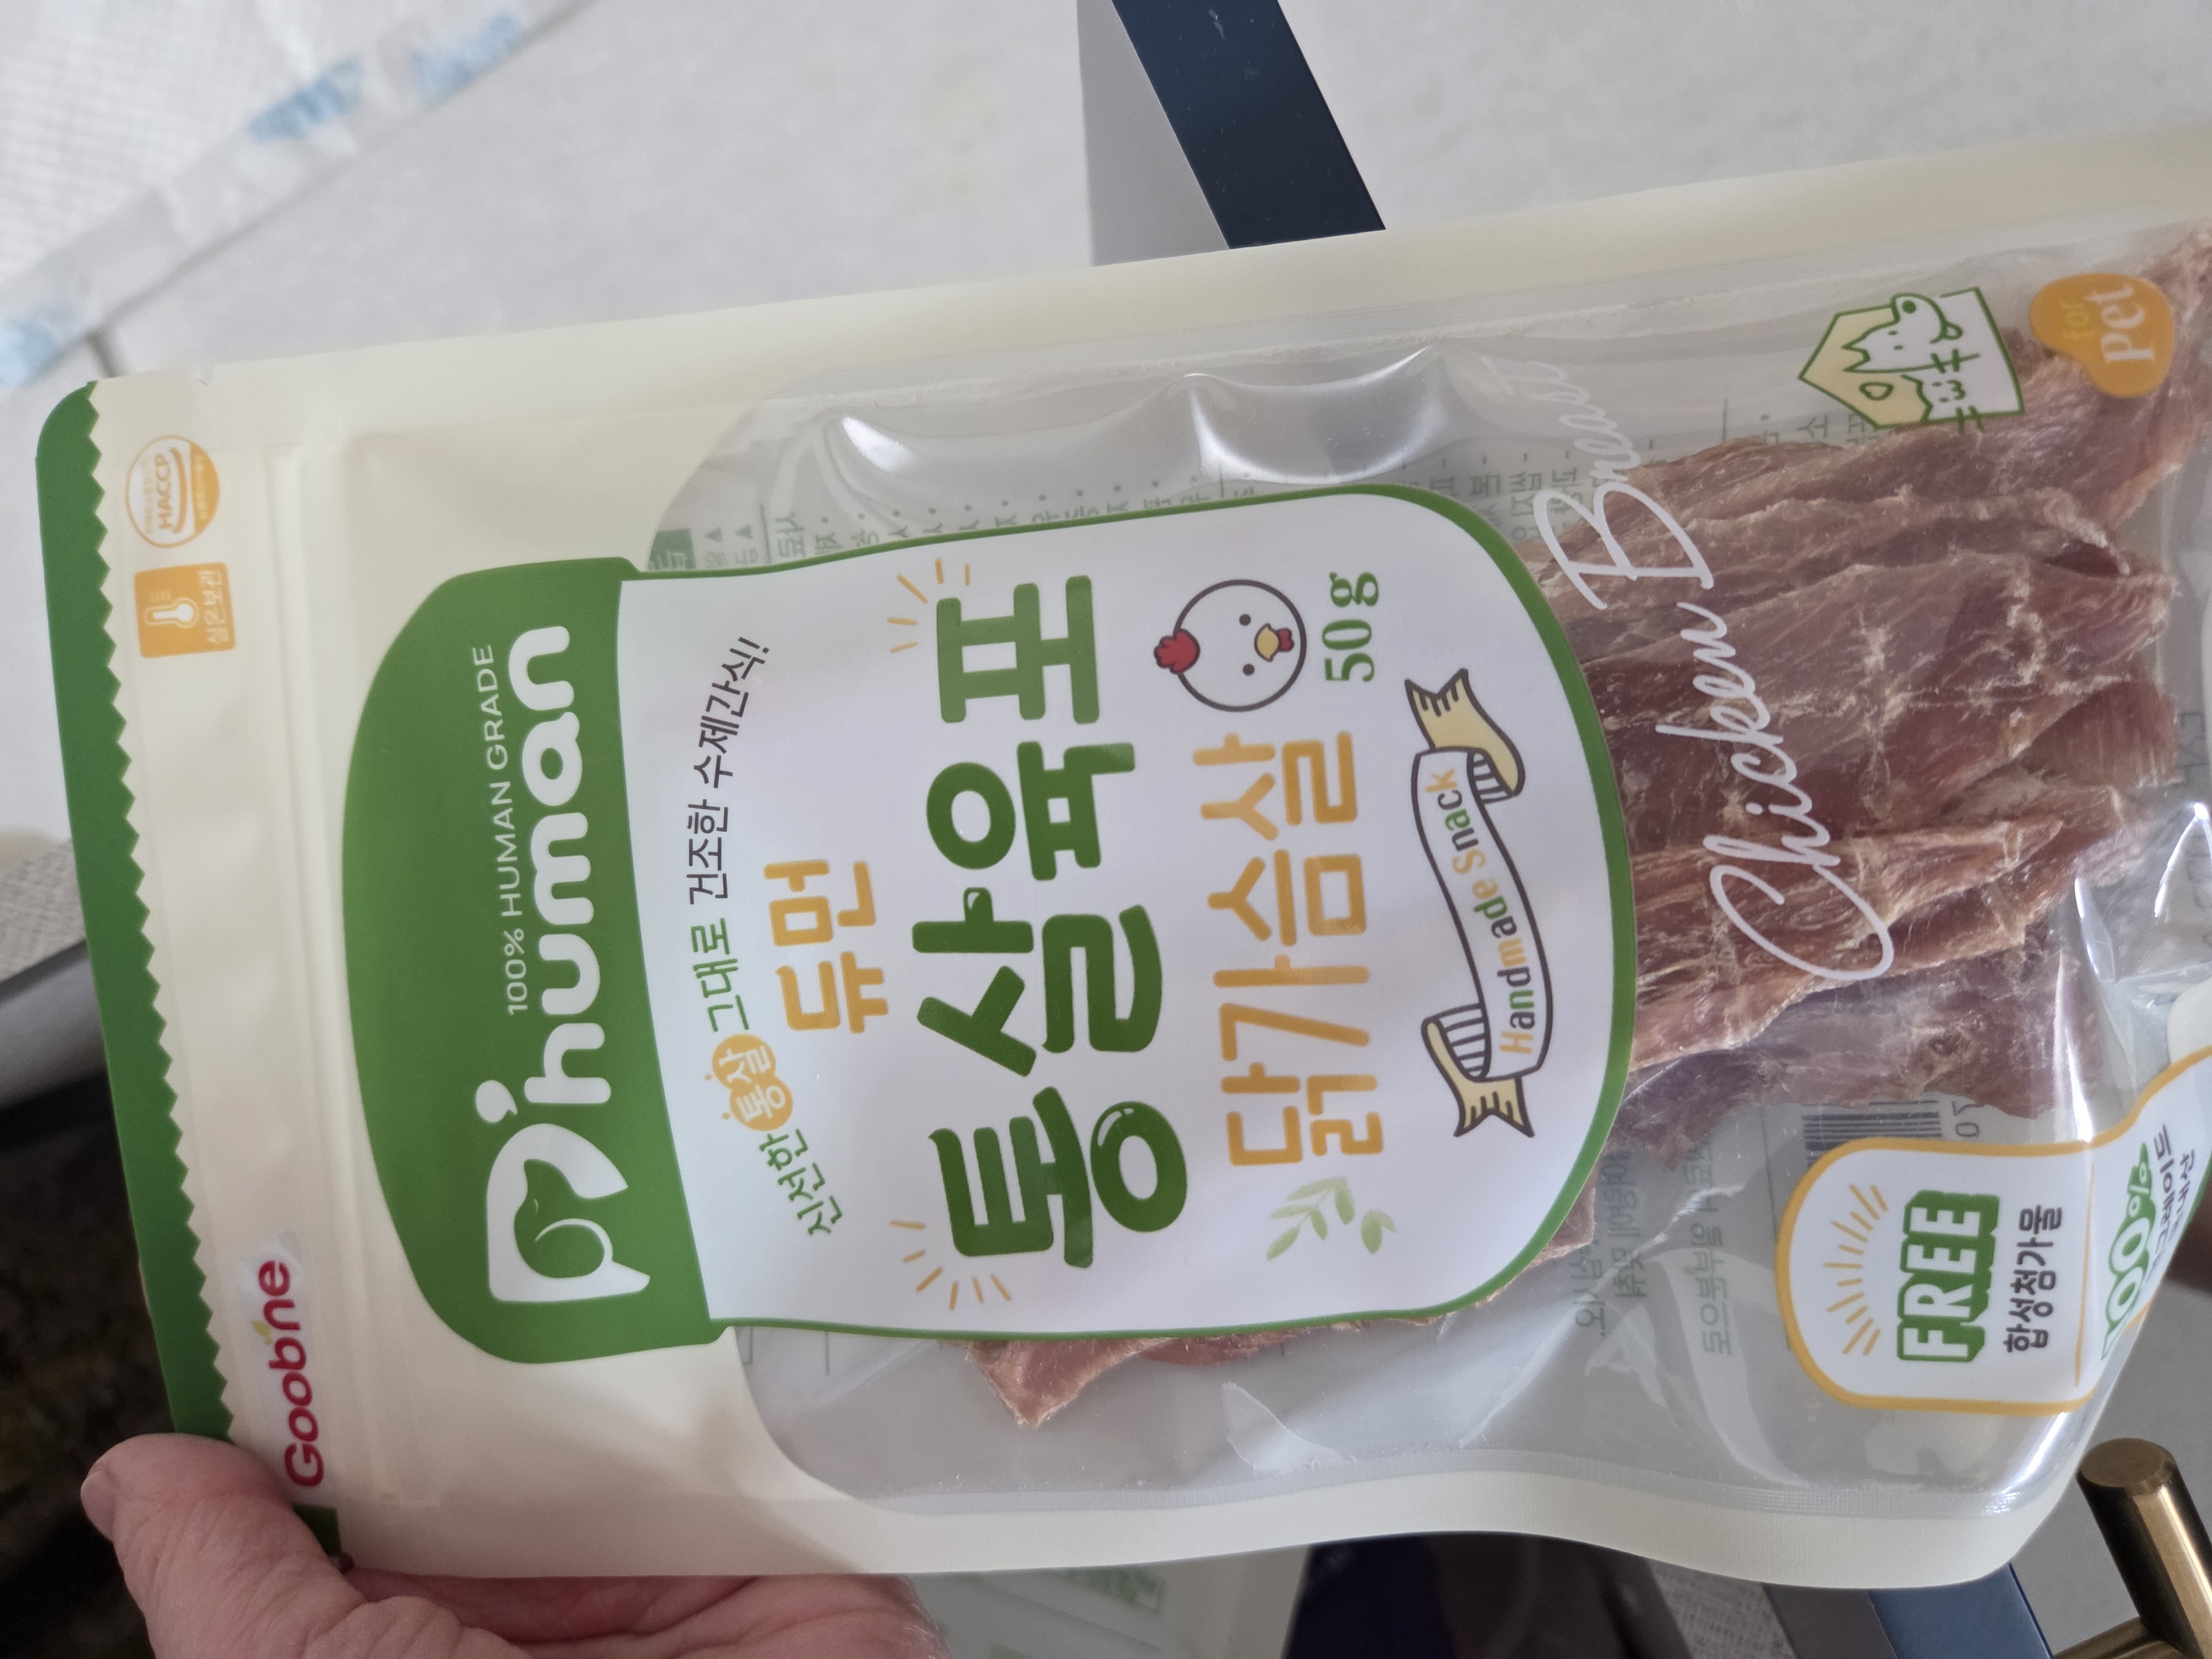 Goobne
실온보관
HACCP
100% HUMAN GRADE
D'human
신선한 통살 그대로 건조한 수제간식!
듀먼
통살육포
닭가슴살
50g
Handmade Snack
Chicken Breast
FREE
합성첨가물
100%
for
Pet